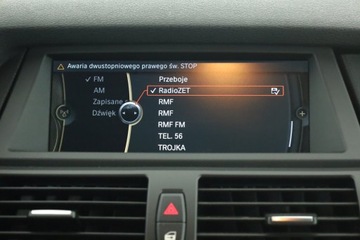 Awaria dwustopniowego prawego św. STOP
FM
Przeboje
AM
RadioZET
Zapisane
RMF
Dźwięk
RMF
RMF FM
TEL. 56
TROJKA